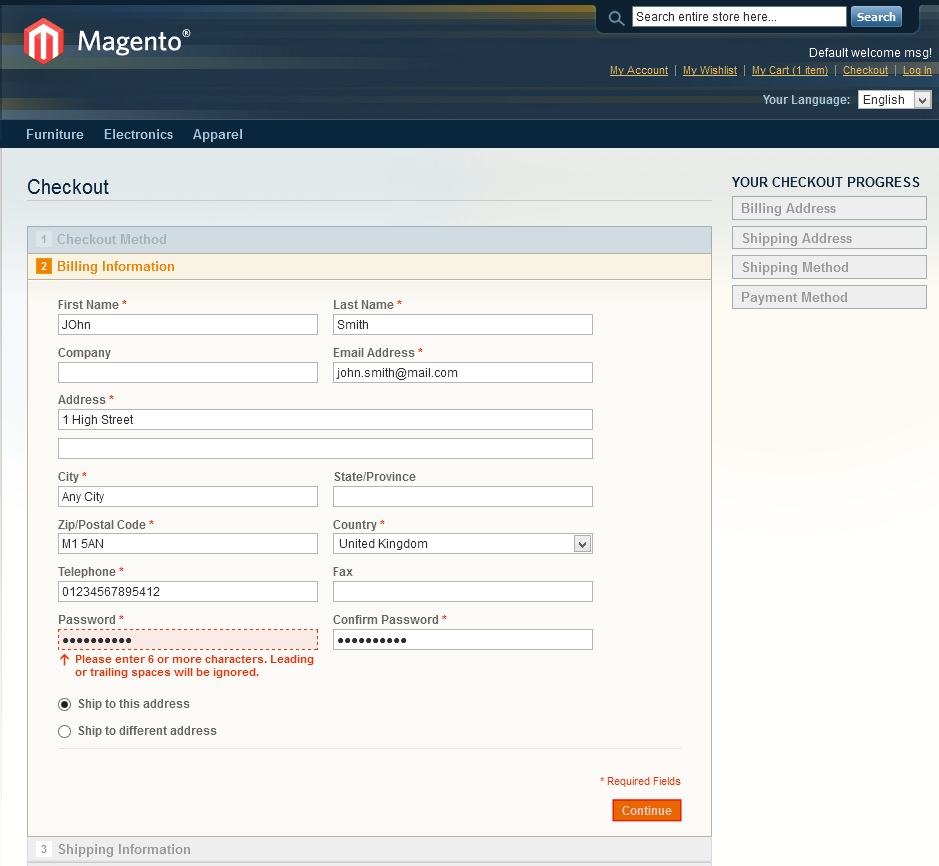 Search entire store here...
Search
Magento®
Default welcome msg!
My Account | My Wishlist | My Cart (1 item) | Checkout | Log In
Your Language: English
Furniture Electronics Apparel
Checkout
1 Checkout Method
2 Billing Information
First Name * Last Name *
JOhn Smith
Company Email Address *
john.smith@mail.com
Address *
1 High Street
City * State/Province
Any City
Zip/Postal Code * Country *
M1 5AN United Kingdom
Telephone * Fax
01234567895412
Password * Confirm Password *
●●●●●●●●●● ●●●●●●●●●●
Please enter 6 or more characters. Leading
or trailing spaces will be ignored.
Ship to this address
Ship to different address
* Required Fields
Continue
3 Shipping Information
YOUR CHECKOUT PROGRESS
Billing Address
Shipping Address
Shipping Method
Payment Method